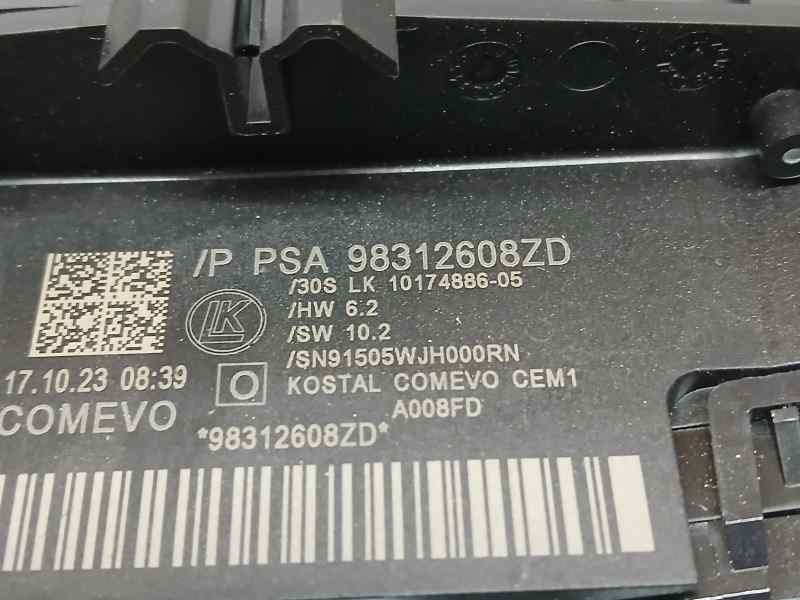 /P PSA 98312608ZD
/30S LK 10174886-05
/HW 6.2
LK
/SW 10.2
/SN91505WJH000RN
17.10.23 08:39
O
KOSTAL COMEVO CEM1
COMEVO
A008FD
*98312608ZD*